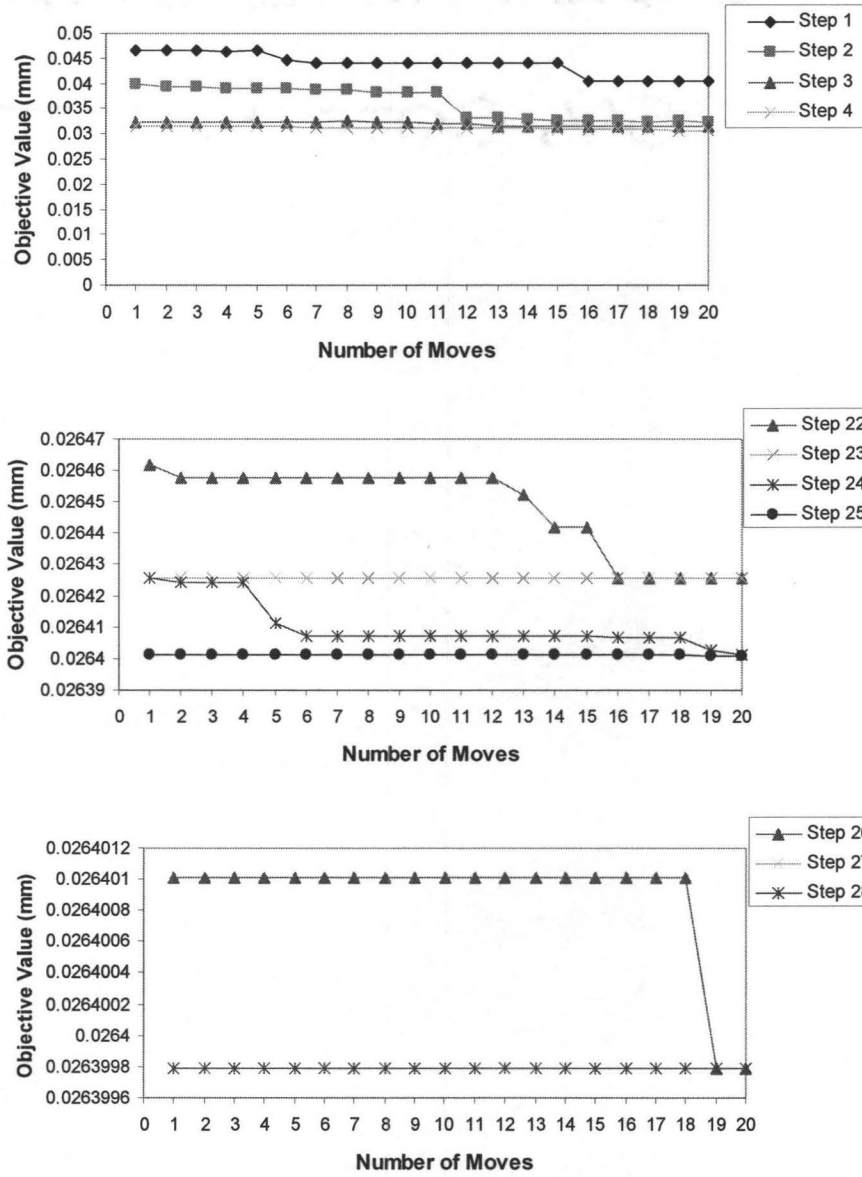 Step 1
Step 2
Step 3
Step 4
Objective Value (mm)
0.05
0.045
0.04
0.035
0.03
0.025
0.02
0.015
0.01
0.005
0
0 1 2 3 4 5 6 7 8 9 10 11 12 13 14 15 16 17 18 19 20
Number of Moves
Step 22
Step 23
Step 24
Step 25
Objective Value (mm)
0.02647
0.02646
0.02645
0.02644
0.02643
0.02642
0.02641
0.0264
0.02639
0 1 2 3 4 5 6 7 8 9 10 11 12 13 14 15 16 17 18 19 20
Number of Moves
Step 26
Step 27
Step 28
Objective Value (mm)
0.0264012
0.026401
0.0264008
0.0264006
0.0264004
0.0264002
0.0264
0.0263998
0.0263996
0 1 2 3 4 5 6 7 8 9 10 11 12 13 14 15 16 17 18 19 20
Number of Moves